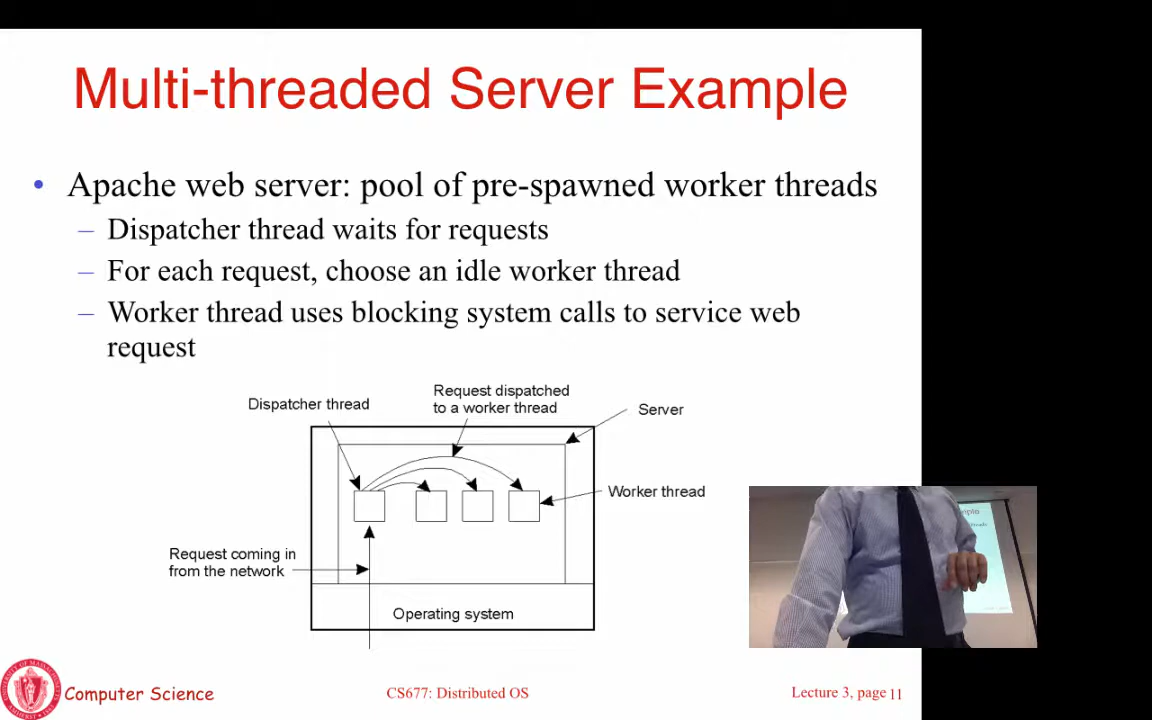 Multi-threaded Server Example
• Apache web server: pool of pre-spawned worker threads
– Dispatcher thread waits for requests
– For each request, choose an idle worker thread
– Worker thread uses blocking system calls to service web
request
Dispatcher thread
Request dispatched
to a worker thread
Server
Worker thread
Request coming in
from the network
Operating system
Computer Science
CS677: Distributed OS
Lecture 3, page 11